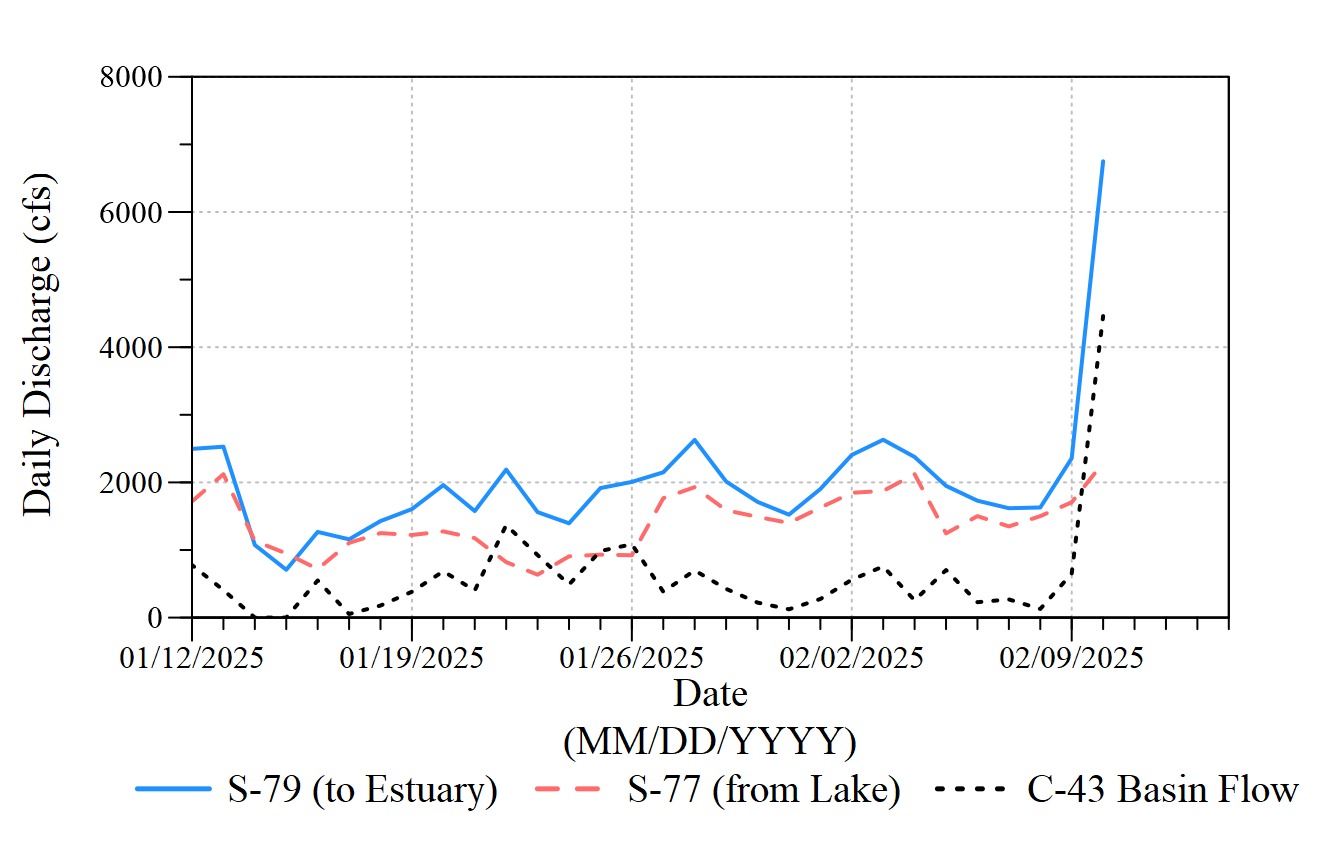 8000
6000
4000
2000
0
Daily Discharge (cfs)
01/12/2025 01/19/2025 01/26/2025 02/02/2025 02/09/2025
Date
(MM/DD/YYYY)
S-79 (to Estuary) S-77 (from Lake) C-43 Basin Flow